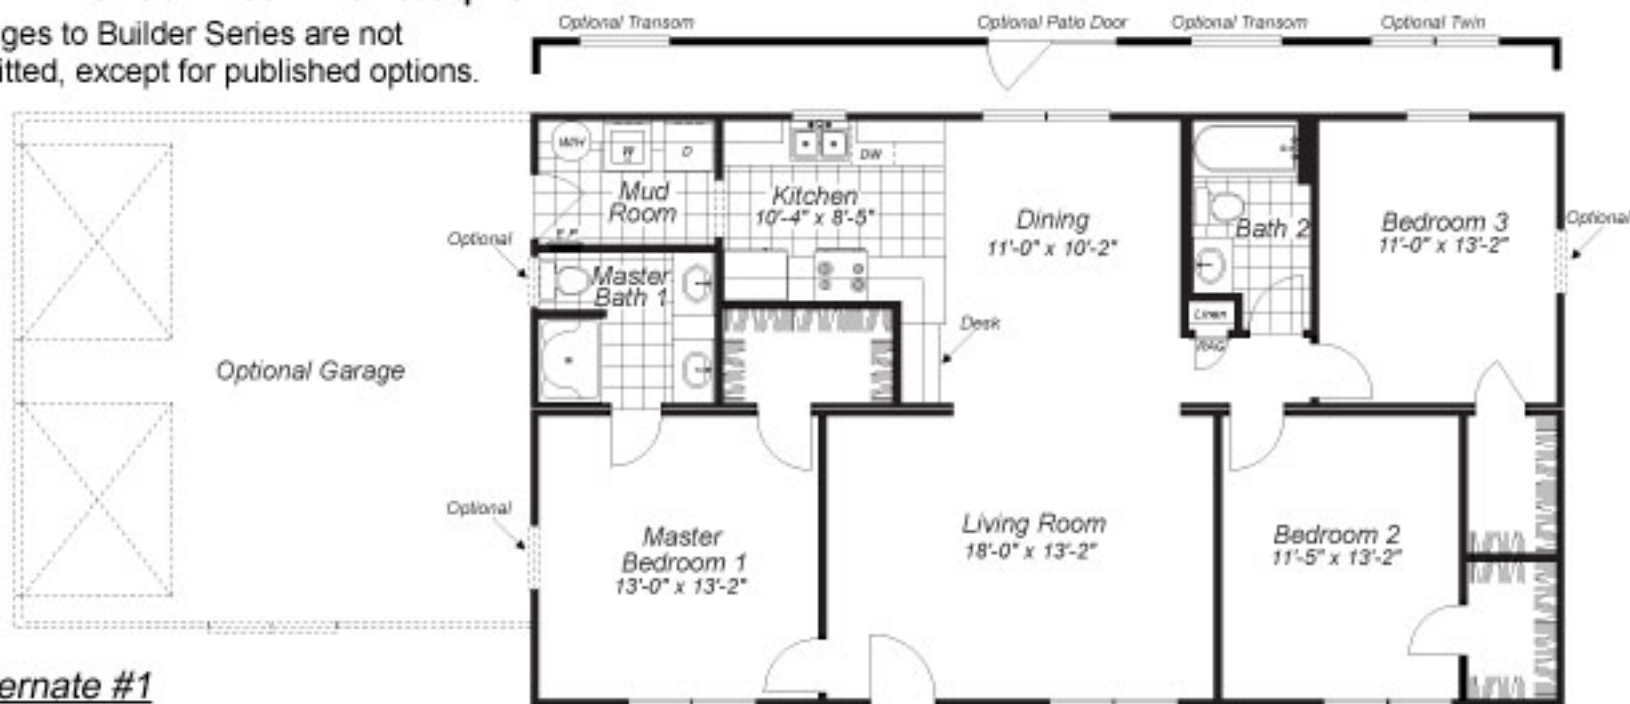 Optional Transom
Optional Patio Door
Optional Transom
Optional Twin
ges to Builder Series are not
itted, except for published options.
W/H
W
D
DW
Mud
Room
Kitchen
10'-4" x 8'-5"
Dining
11'-0" x 10'-2"
Bath 2
Bedroom 3
11'-0" x 13'-2"
Optional
Optional
E.P.
Master
Bath 1
Linen
RAG
Desk
Optional Garage
Optional
Master
Bedroom 1
13'-0" x 13'-2"
Living Room
18'-0" x 13'-2"
Bedroom 2
11'-5" x 13'-2"
ernate #1